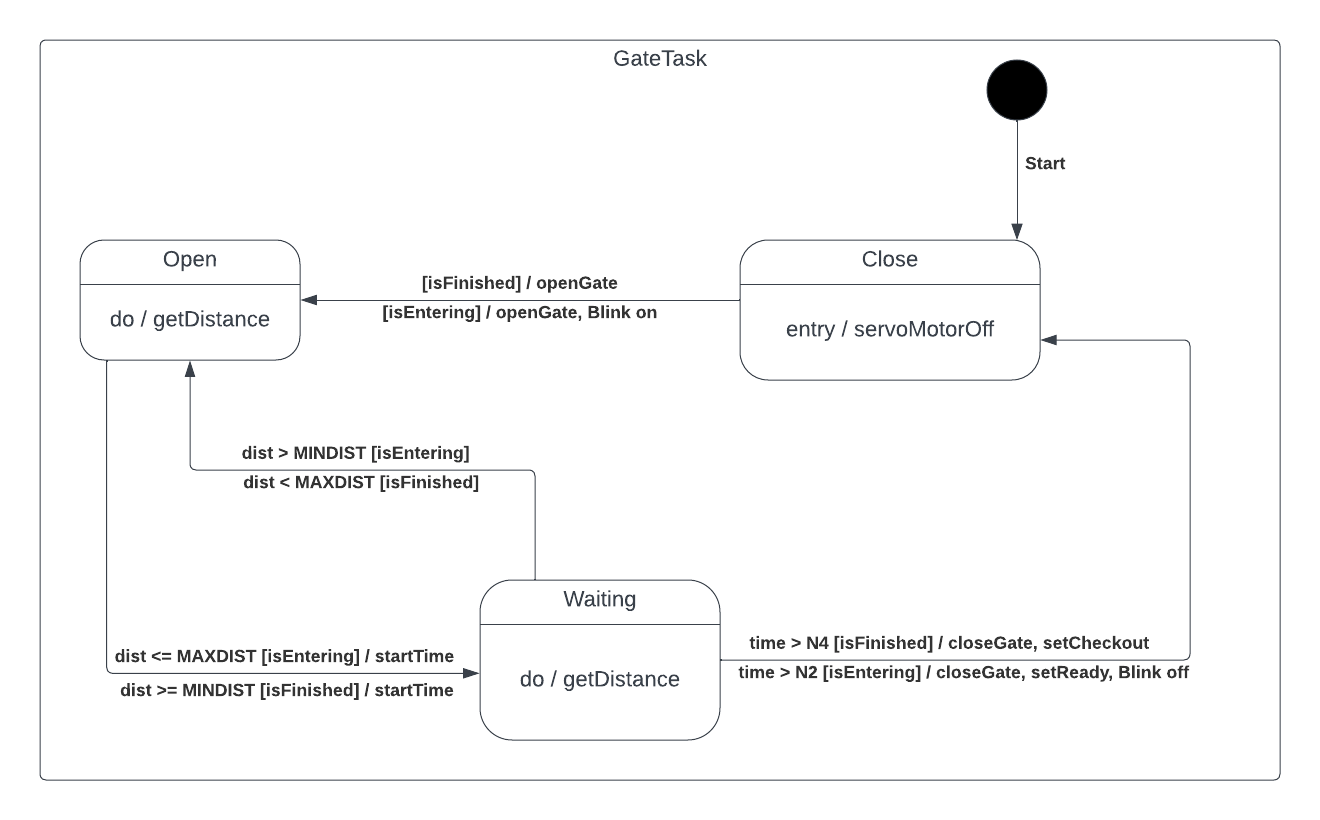 GateTask
Start
Open
do / getDistance
[isFinished] / openGate
[isEntering] / openGate, Blink on
Close
entry / servoMotorOff
dist > MINDIST [isEntering]
dist < MAXDIST [isFinished]
Waiting
do / getDistance
dist <= MAXDIST [isEntering] / startTime
dist >= MINDIST [isFinished] / startTime
time > N4 [isFinished] / closeGate, setCheckout
time > N2 [isEntering] / closeGate, setReady, Blink off